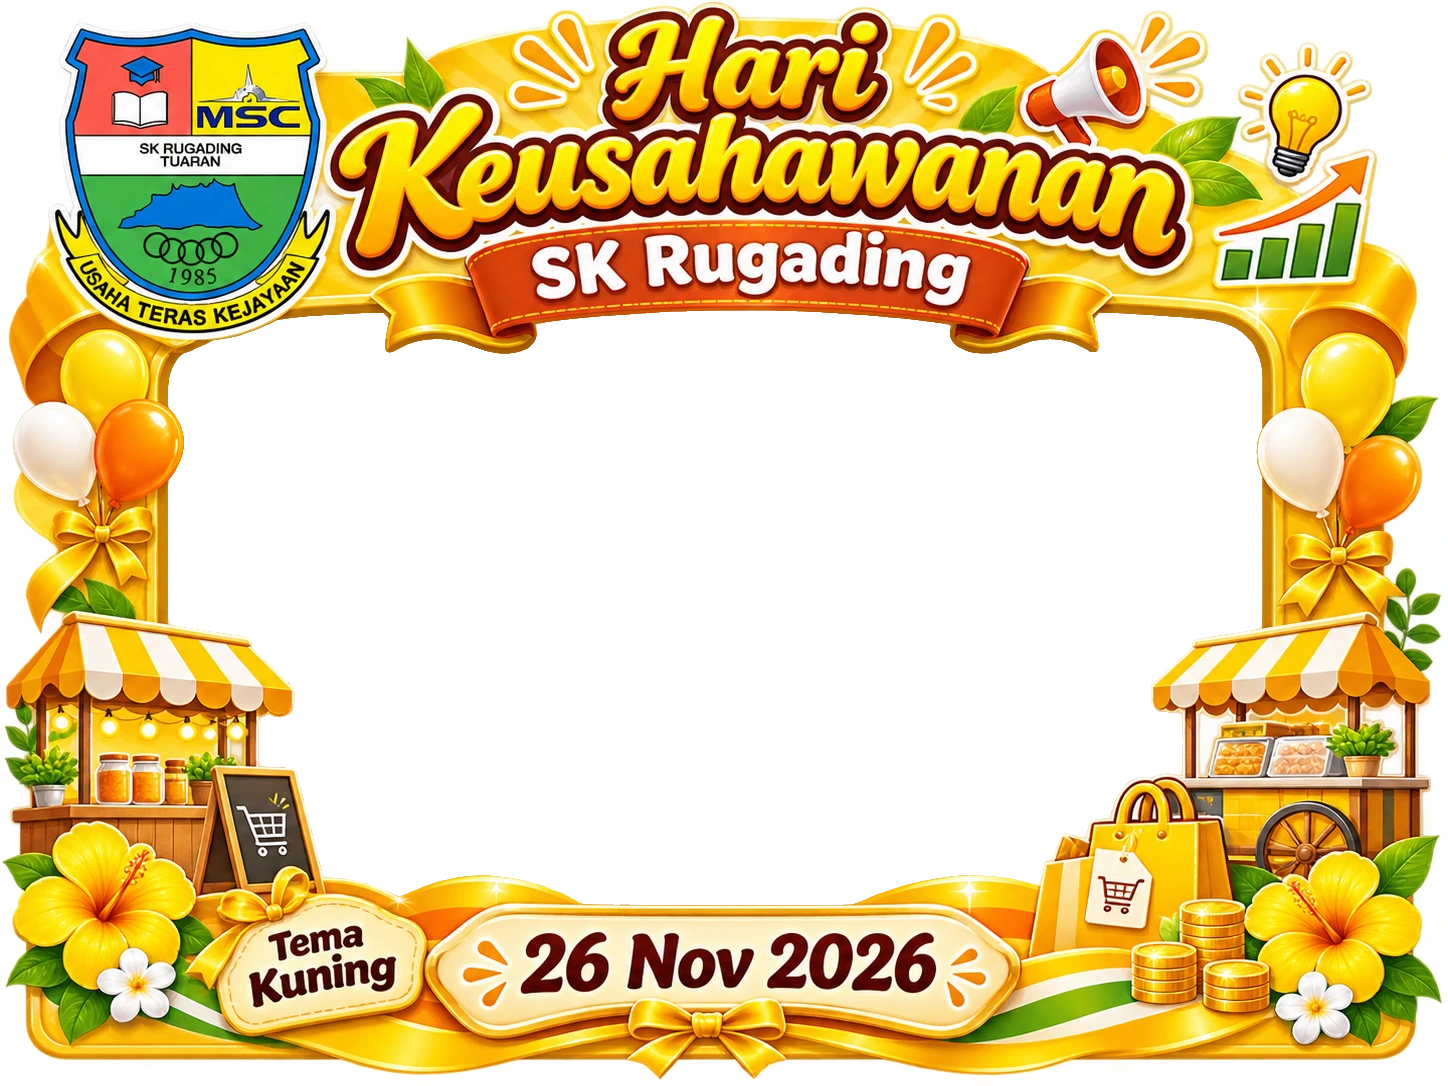 Hari
Keusahawanan
SK Rugading
MSC
SK RUGADING
TUARAN
1985
USAHA TERAS KEJAYAAN
Tema
Kuning
26 Nov 2026